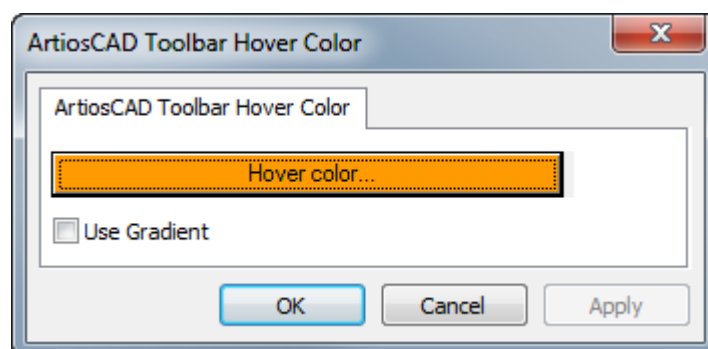 ArtiosCAD Toolbar Hover Color
ArtiosCAD Toolbar Hover Color
Hover color...
Use Gradient
OK
Cancel
Apply